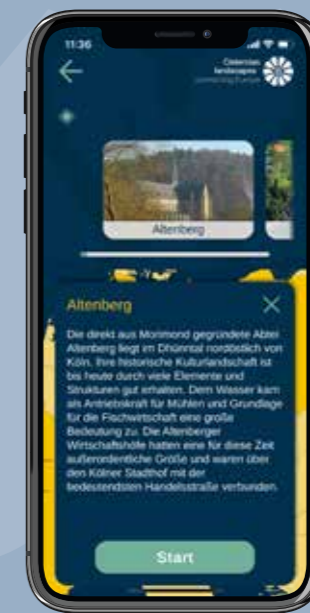 11:36
Cistercian
landscapes
connecting Europe
Altenberg
Altenberg
Die direkt aus Morimond gegründete Abtei
Altenberg liegt im Dhünntal nordöstlich von
Köln. Ihre historische Kulturlandschaft ist
bis heute durch viele Elemente und
Strukturen gut erhalten. Dem Wasser kam
als Antriebskraft für Mühlen und Grundlage
für die Fischwirtschaft eine große
Bedeutung zu. Die Altenberger
Wirtschaftshöfe hatten eine für diese Zeit
außerordentliche Größe und waren über
den Kölner Stadthof mit der
bedeutendsten Handelsstraße verbunden.
Start